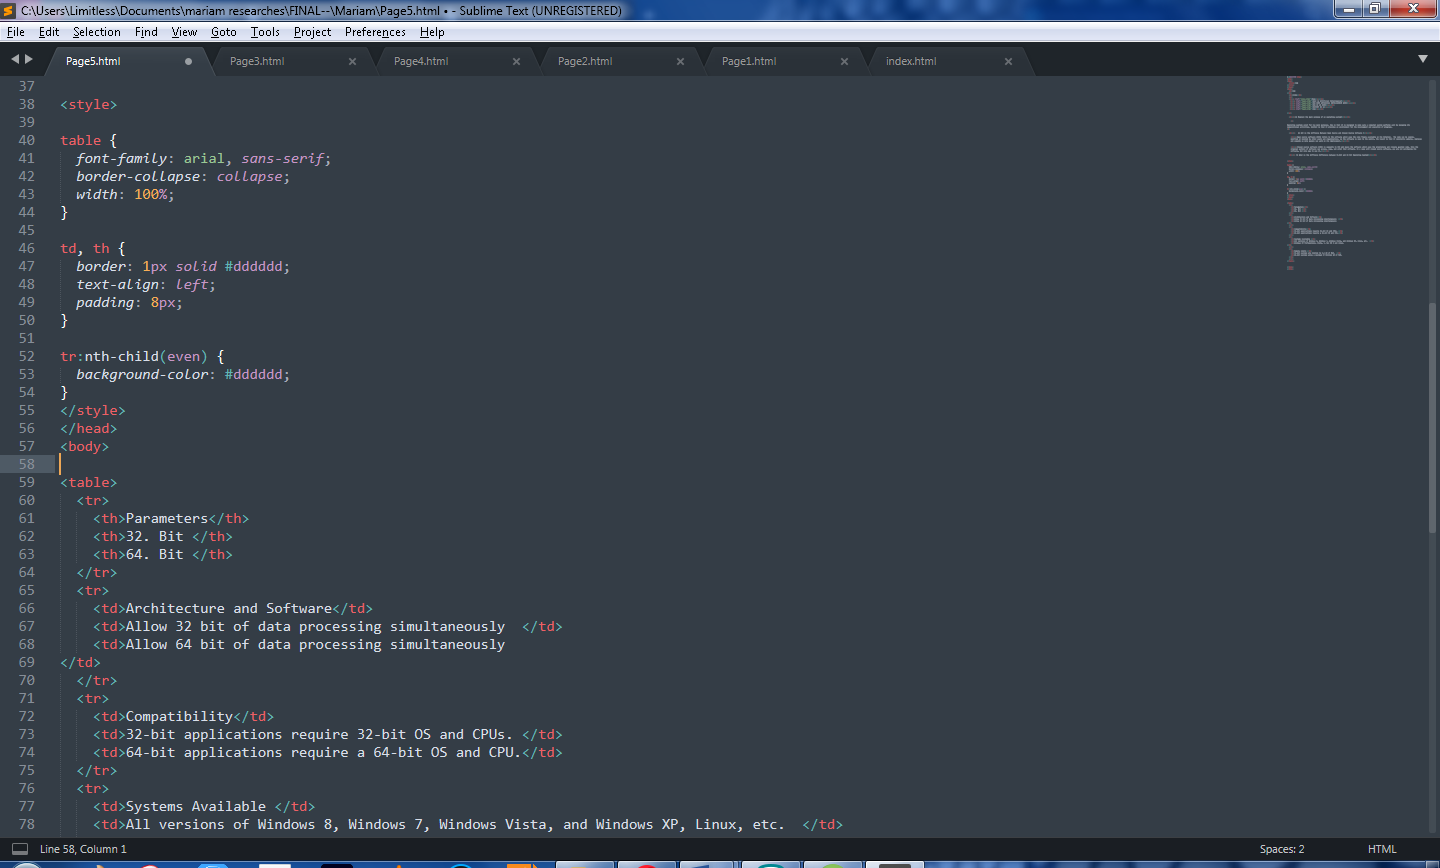 C:\Users\Limitless\Documents\mariam researches\FINAL--\Mariam\Page5.html • - Sublime Text (UNREGISTERED)
File Edit Selection Find View Goto Tools Project Preferences Help
Page5.html Page3.html Page4.html Page2.html Page1.html index.html
37
38 <style>
39
40 table {
41 font-family: arial, sans-serif;
42 border-collapse: collapse;
43 width: 100%;
44 }
45
46 td, th {
47 border: 1px solid #dddddd;
48 text-align: left;
49 padding: 8px;
50 }
51
52 tr:nth-child(even) {
53 background-color: #dddddd;
54 }
55 </style>
56 </head>
57 <body>
58
59 <table>
60 <tr>
61 <th>Parameters</th>
62 <th>32. Bit </th>
63 <th>64. Bit </th>
64 </tr>
65 <tr>
66 <td>Architecture and Software</td>
67 <td>Allow 32 bit of data processing simultaneously  </td>
68 <td>Allow 64 bit of data processing simultaneously
69 </td>
70 </tr>
71 <tr>
72 <td>Compatibility</td>
73 <td>32-bit applications require 32-bit OS and CPUs. </td>
74 <td>64-bit applications require a 64-bit OS and CPU.</td>
75 </tr>
76 <tr>
77 <td>Systems Available </td>
78 <td>All versions of Windows 8, Windows 7, Windows Vista, and Windows XP, Linux, etc.  </td>
Line 58, Column 1 Spaces: 2 HTML